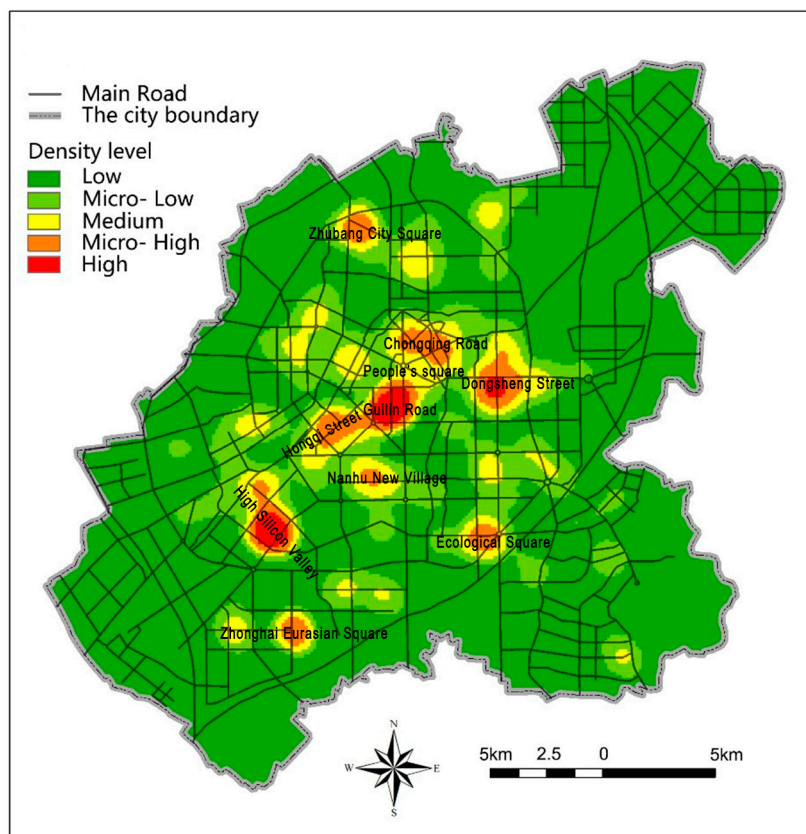 Main Road
The city boundary
Density level
Low
Micro- Low
Medium
Micro- High
High
Zhubang City Square
Chongqing Road
People's square
Dongsheng Street
Guilin Road
Hongqi Street
Nanhu New Village
High Silicon Valley
Ecological Square
Zhonghai Eurasian Square
N
W E
S
5km 2.5 0 5km